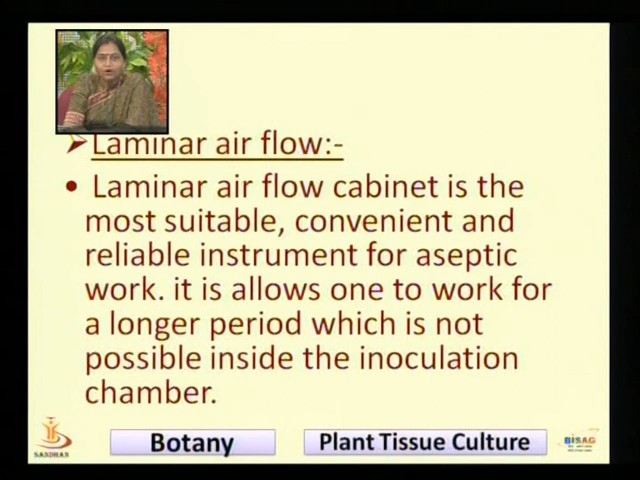 Laminar air flow:-
• Laminar air flow cabinet is the
most suitable, convenient and
reliable instrument for aseptic
work. it is allows one to work for
a longer period which is not
possible inside the inoculation
chamber.
SANDHAN
Botany
Plant Tissue Culture
BISAG